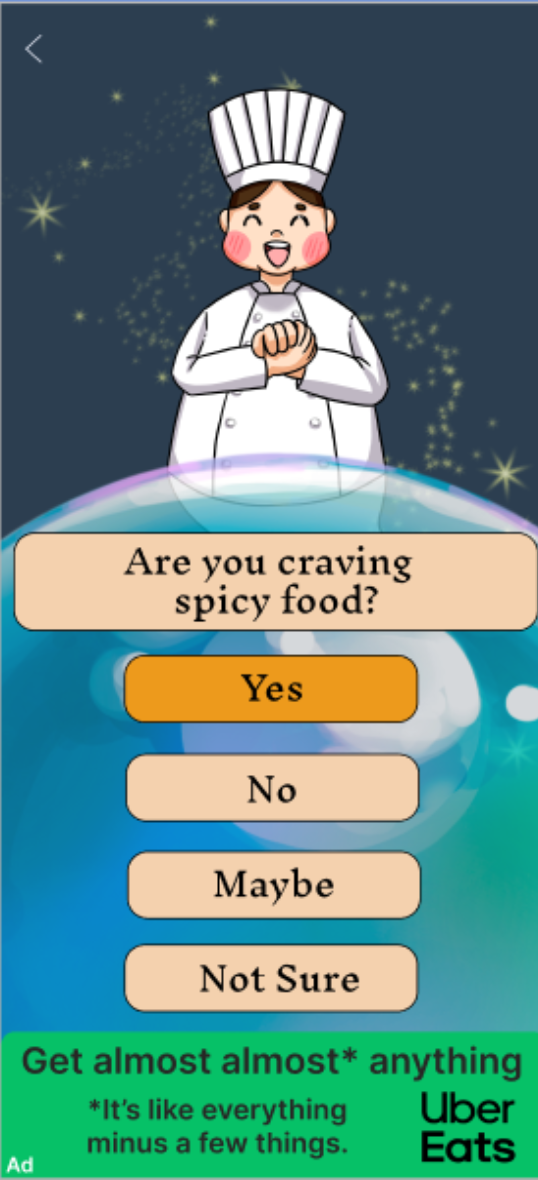 Are you craving
spicy food?
Yes
No
Maybe
Not Sure
Get almost almost* anything
*It's like everything
minus a few things.
Uber
Eats
Ad